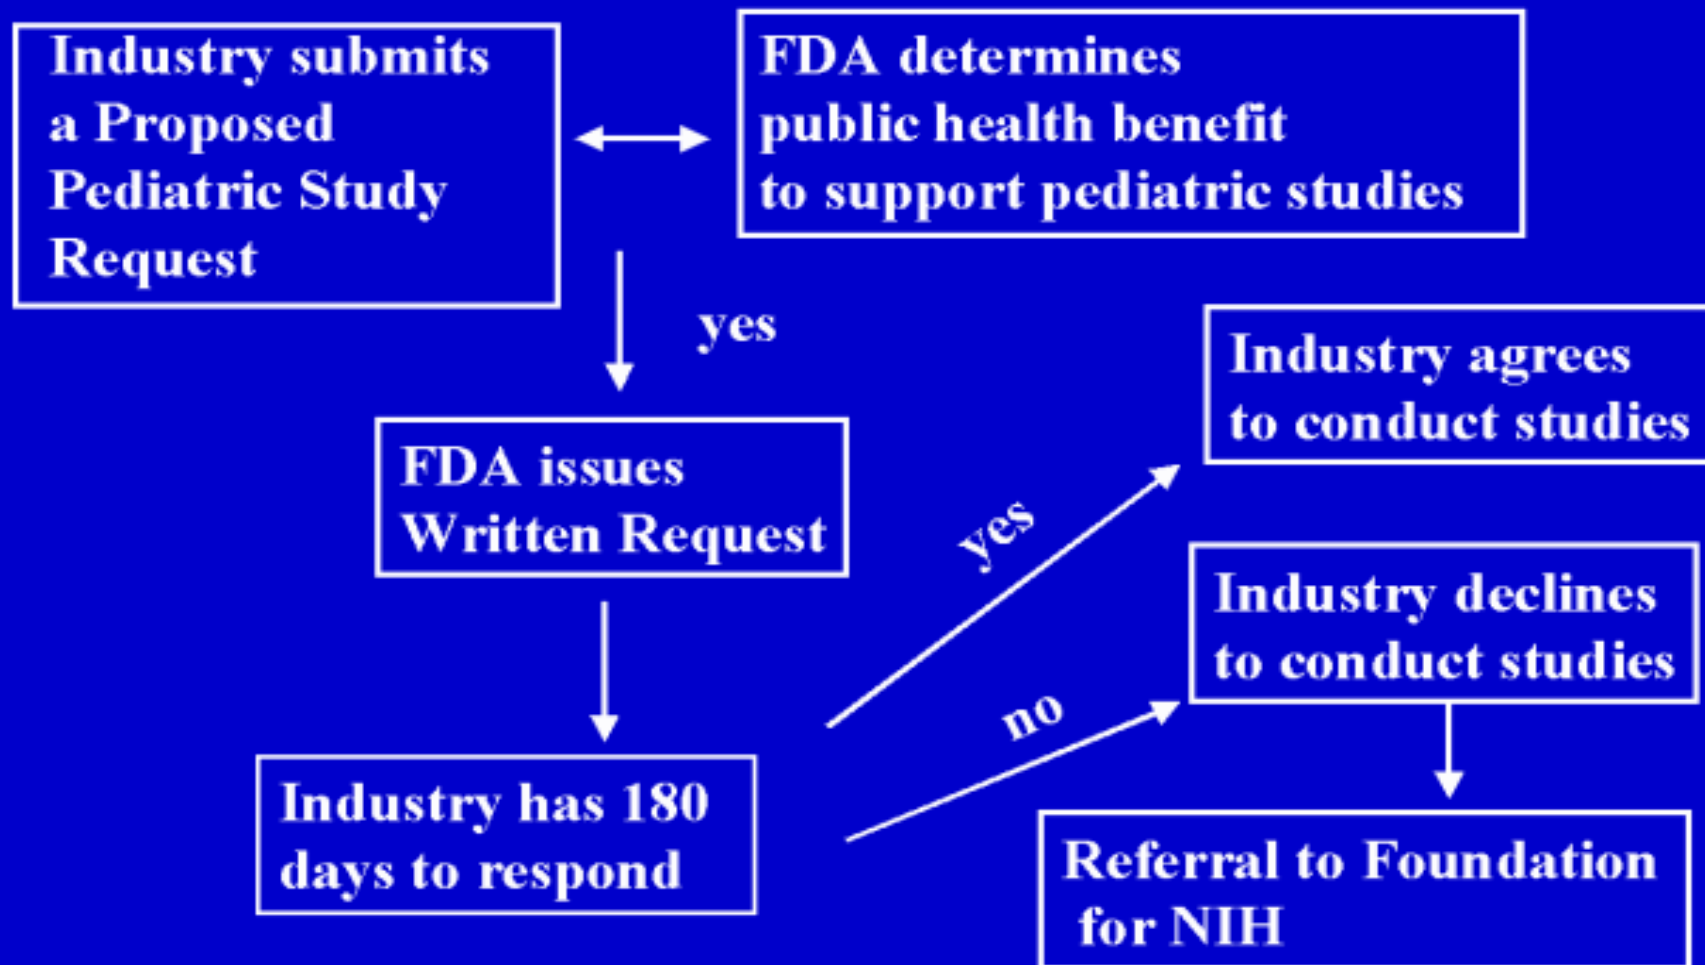 Industry submits
a Proposed
Pediatric Study
Request
FDA determines
public health benefit
to support pediatric studies
yes
FDA issues
Written Request
Industry has 180
days to respond
yes
Industry agrees
to conduct studies
no
Industry declines
to conduct studies
Referral to Foundation
for NIH